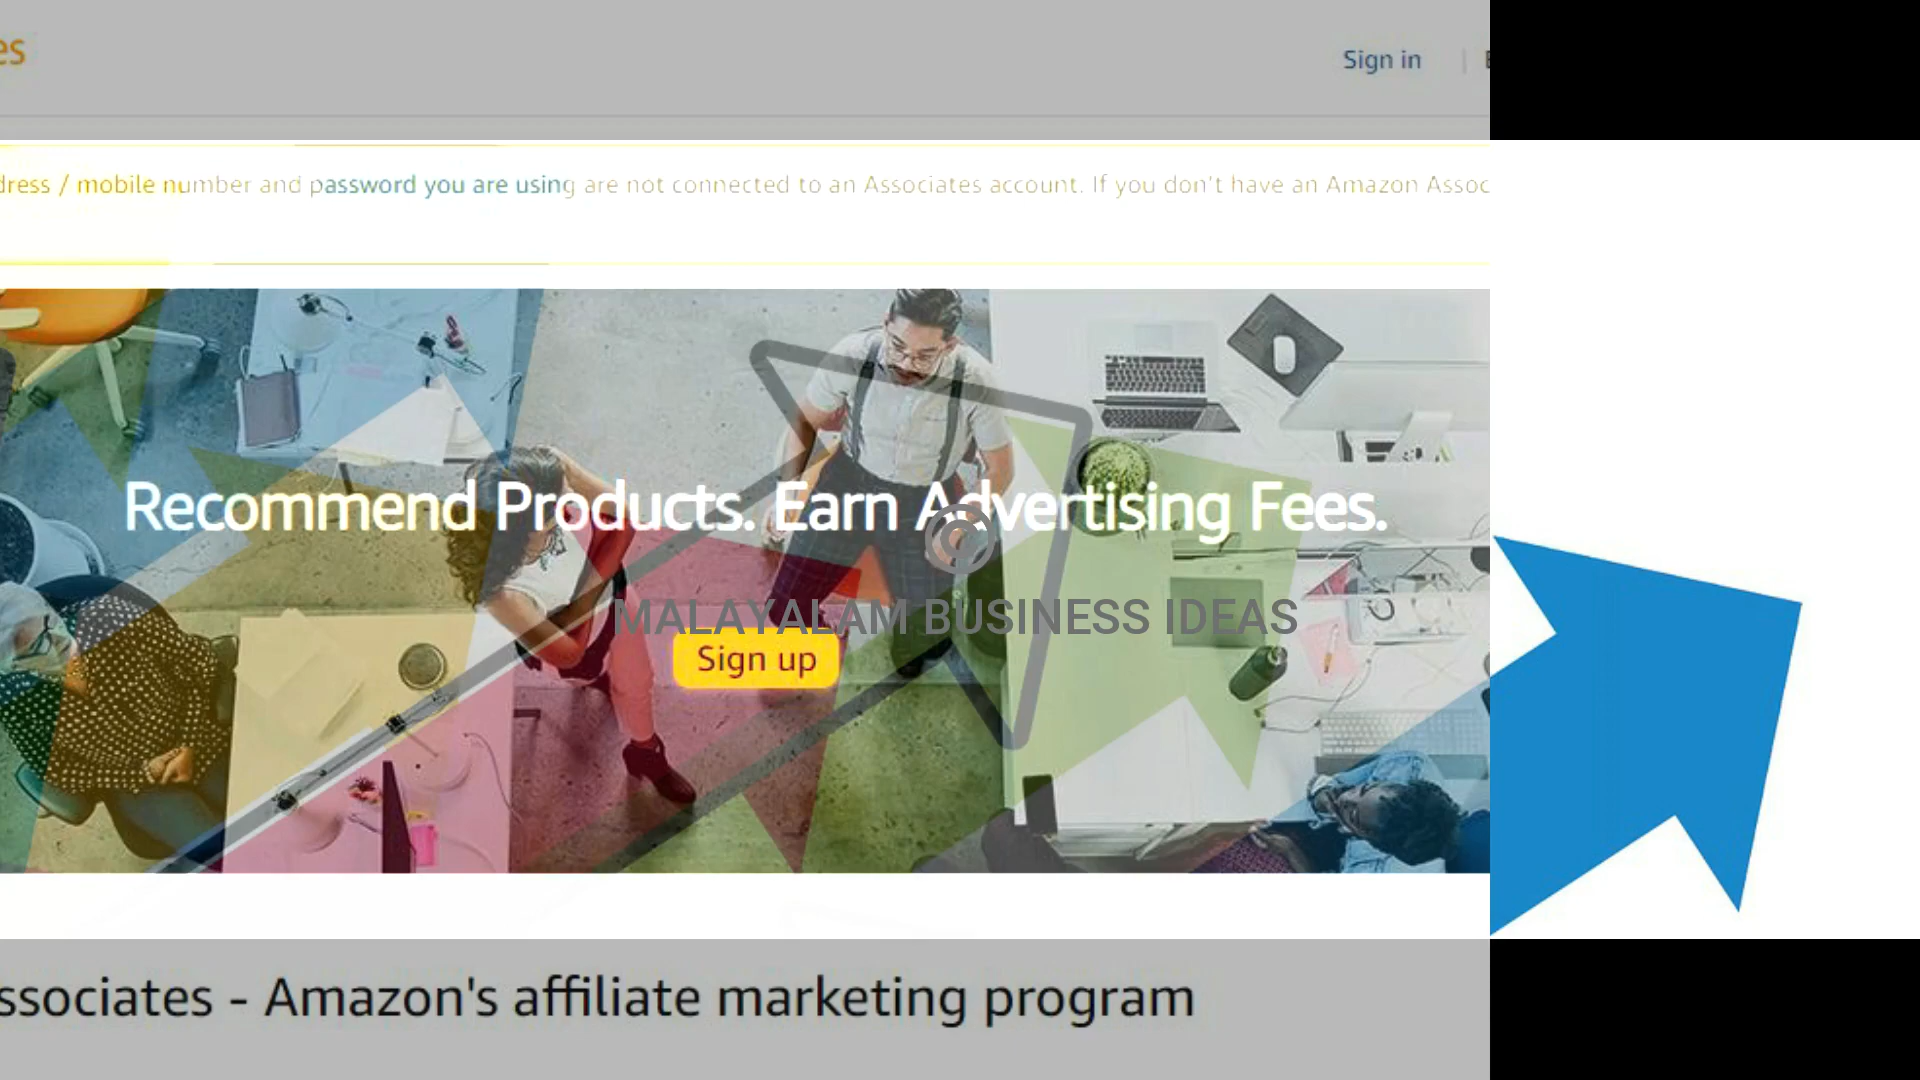 es
Sign in
dress / mobile number and password you are using are not connected to an Associates account. If you don't have an Amazon Assoc
Recommend Products. Earn Advertising Fees.
©
MALAYALAM BUSINESS IDEAS
Sign up
ssociates - Amazon's affiliate marketing program